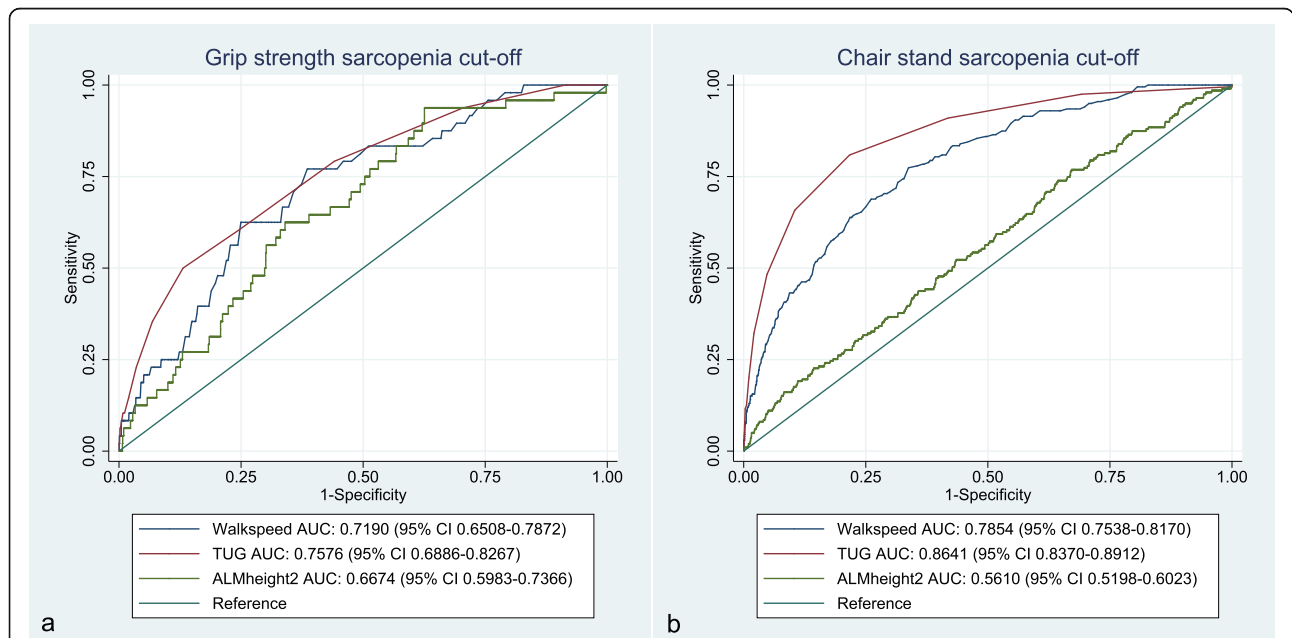 Grip strength sarcopenia cut-off
Sensitivity
1.00
0.75
0.50
0.25
0.00
0.00 0.25 0.50 0.75 1.00
1-Specificity
Walkspeed AUC: 0.7190 (95% CI 0.6508-0.7872)
TUG AUC: 0.7576 (95% CI 0.6886-0.8267)
ALMheight2 AUC: 0.6674 (95% CI 0.5983-0.7366)
Reference
a
Chair stand sarcopenia cut-off
Sensitivity
1.00
0.75
0.50
0.25
0.00
0.00 0.25 0.50 0.75 1.00
1-Specificity
Walkspeed AUC: 0.7854 (95% CI 0.7538-0.8170)
TUG AUC: 0.8641 (95% CI 0.8370-0.8912)
ALMheight2 AUC: 0.5610 (95% CI 0.5198-0.6023)
Reference
b